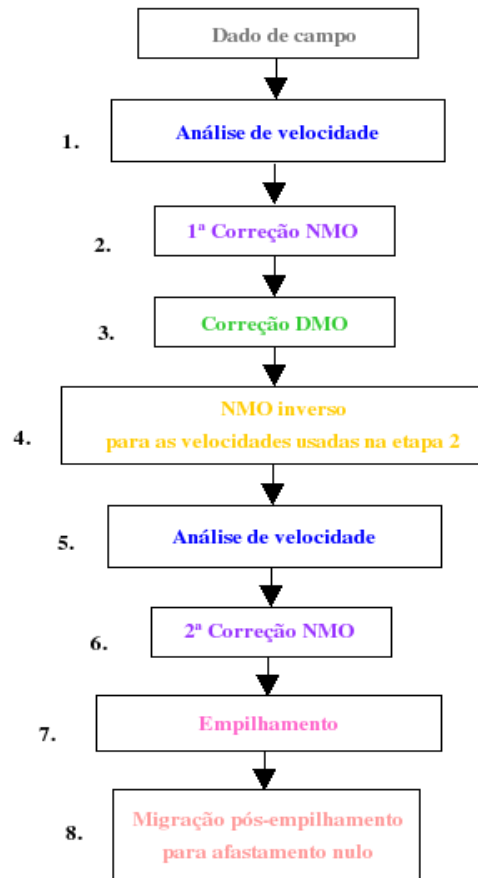 Dado de campo
1.
Análise de velocidade
2.
1ª Correção NMO
3.
Correção DMO
4.
NMO inverso
para as velocidades usadas na etapa 2
5.
Análise de velocidade
6.
2ª Correção NMO
7.
Empilhamento
8.
Migração pós-empilhamento
para afastamento nulo